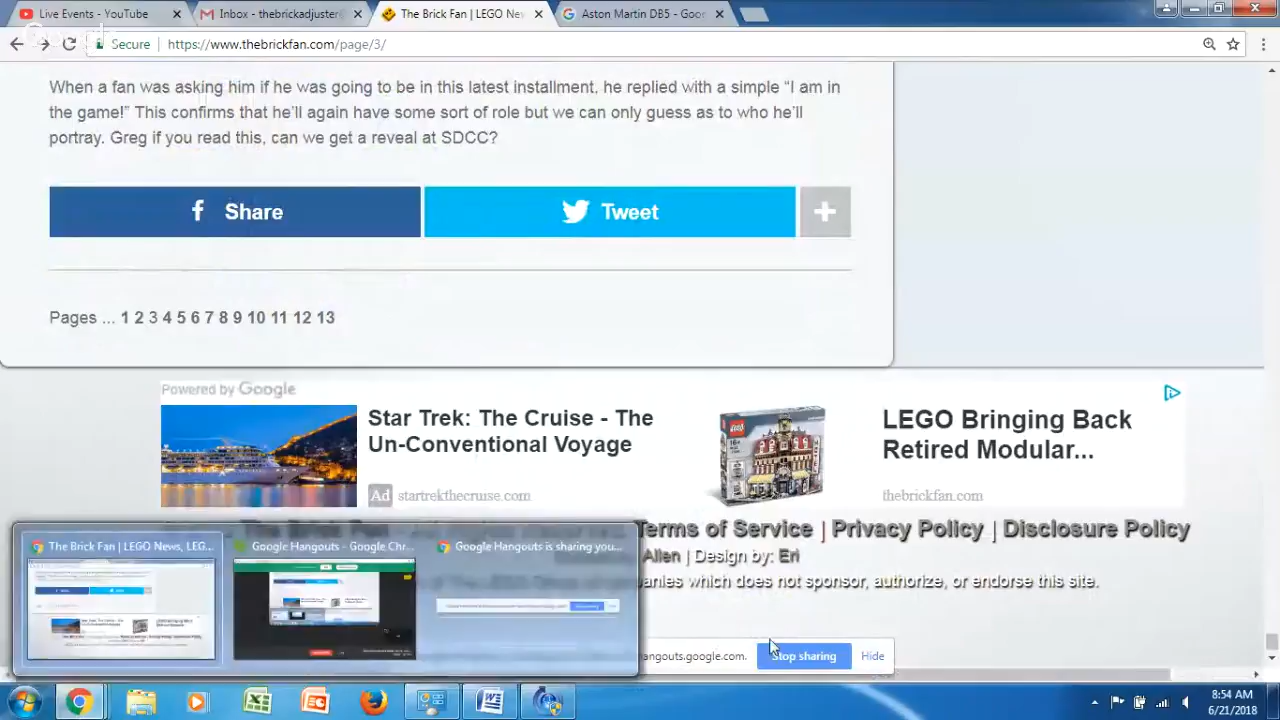 Live Events - YouTube
Inbox - thebrickadjuster@
The Brick Fan | LEGO New
Aston Martin DB5 - Goog
Secure | https://www.thebrickfan.com/page/3/
When a fan was asking him if he was going to be in this latest installment, he replied with a simple “I am in
the game!” This confirms that he’ll again have some sort of role but we can only guess as to who he’ll
portray. Greg if you read this, can we get a reveal at SDCC?
Share
Tweet
Pages ... 1 2 3 4 5 6 7 8 9 10 11 12 13
Powered by Google
Star Trek: The Cruise - The
Un-Conventional Voyage
Ad startrekthecruise.com
LEGO Bringing Back
Retired Modular...
thebrickfan.com
Terms of Service | Privacy Policy | Disclosure Policy
Allen | Design by: Eri
anies which does not sponsor, authorize, or endorse this site.
The Brick Fan | LEGO News, LEG...
Google Hangouts - Google Chr...
Google Hangouts is sharing you...
hangouts.google.com.
Stop sharing
Hide
8:54 AM
6/21/2018